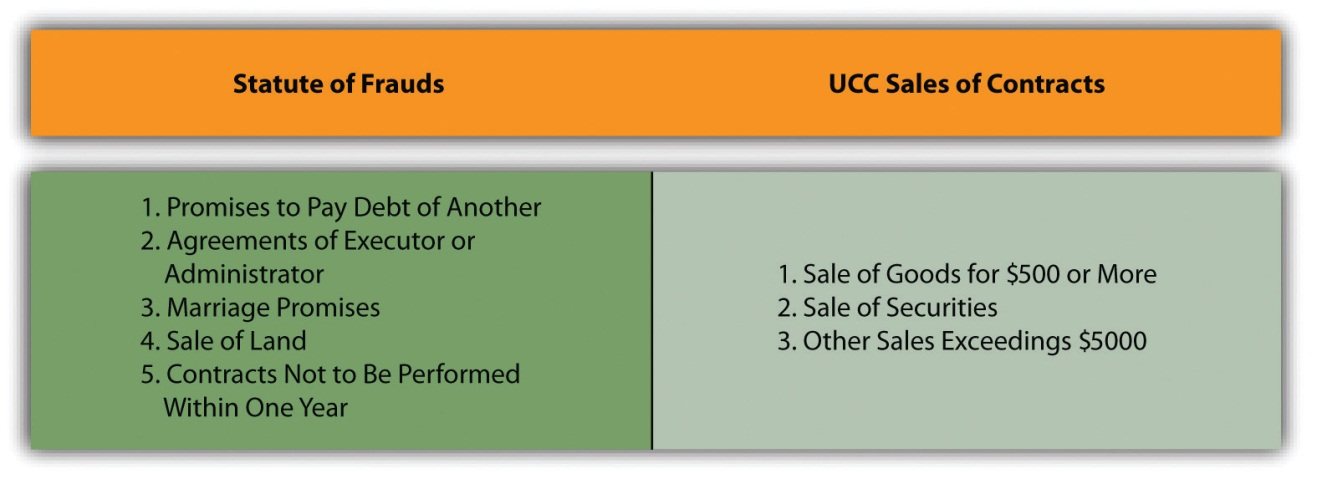 Statute of Frauds
UCC Sales of Contracts
1. Promises to Pay Debt of Another
2. Agreements of Executor or
Administrator
3. Marriage Promises
4. Sale of Land
5. Contracts Not to Be Performed
Within One Year
1. Sale of Goods for $500 or More
2. Sale of Securities
3. Other Sales Exceedings $5000